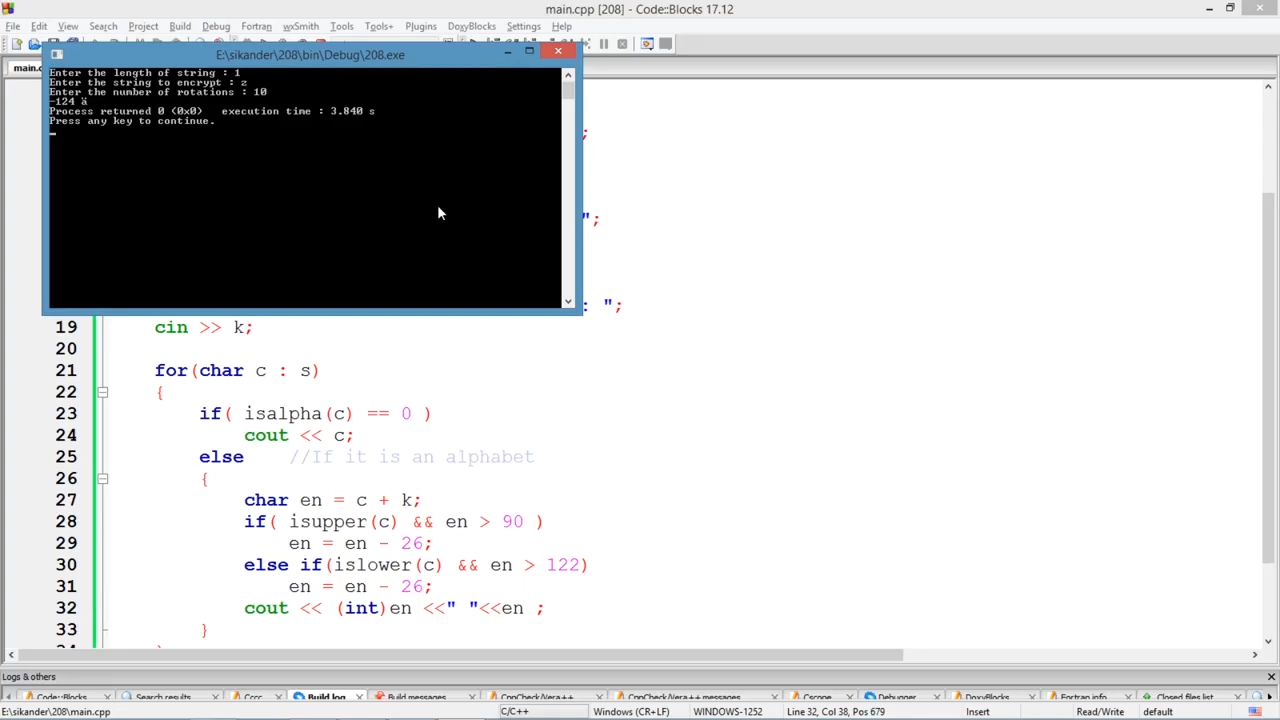 main.cpp [208] - Code::Blocks 17.12
File Edit View Search Project Build Debug Fortran wxSmith Tools Tools+ Plugins DoxyBlocks Settings Help
main.c
E:\sikander\208\bin\Debug\208.exe
Enter the length of string : 1
Enter the string to encrypt : z
Enter the number of rotations : 10
-124 ä
Process returned 0 (0x0)   execution time : 3.840 s
Press any key to continue.
;
";
: ";
19 cin >> k;
20
21 for(char c : s)
22 {
23 if( isalpha(c) == 0 )
24 cout << c;
25 else    //If it is an alphabet
26 {
27 char en = c + k;
28 if( isupper(c) && en > 90 )
29 en = en - 26;
30 else if(islower(c) && en > 122)
31 en = en - 26;
32 cout << (int)en <<" "<<en ;
33 }
Logs & others
Code::Blocks Search results Cccc Build log Build messages CppCheck/Vera++ CppCheck/Vera++ messages Cscope Debugger DoxyBlocks Fortran info Closed files list
E:\sikander\208\main.cpp C/C++ Windows (CR+LF) WINDOWS-1252 Line 32, Col 38, Pos 679 Insert Read/Write default